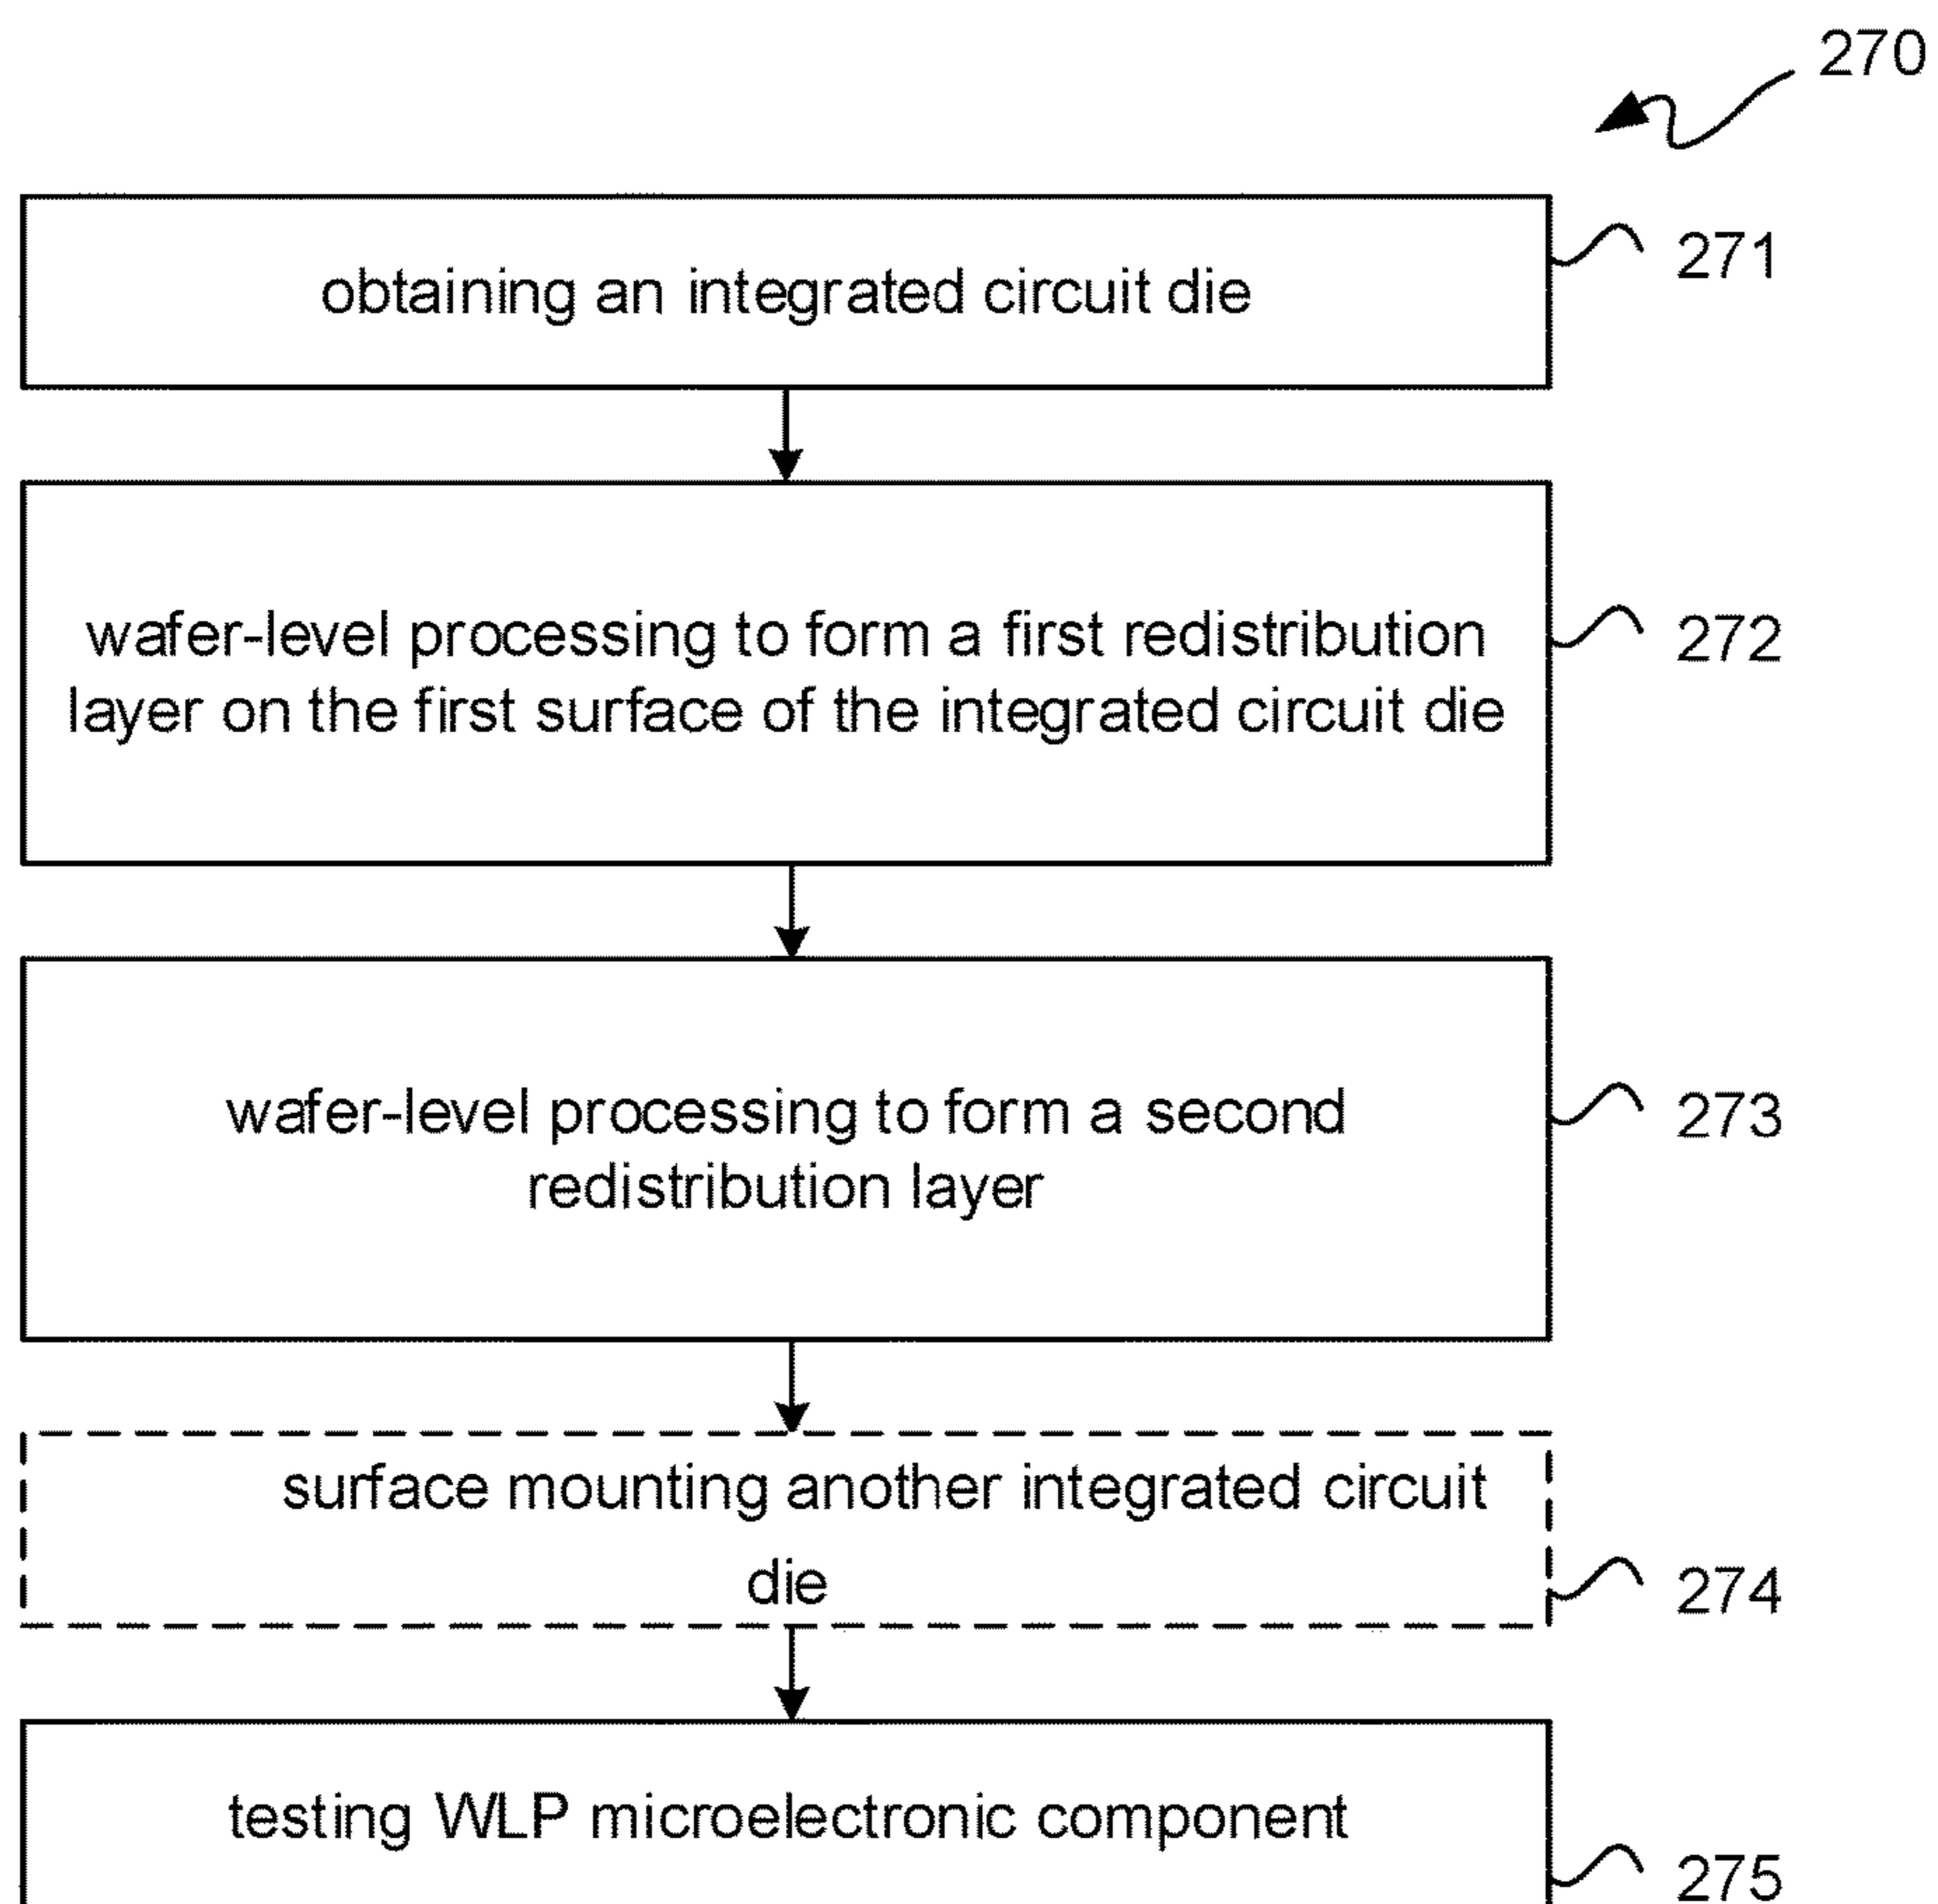 270
obtaining an integrated circuit die
271
wafer-level processing to form a first redistribution
layer on the first surface of the integrated circuit die
272
wafer-level processing to form a second
redistribution layer
273
surface mounting another integrated circuit
die
274
testing WLP microelectronic component
275